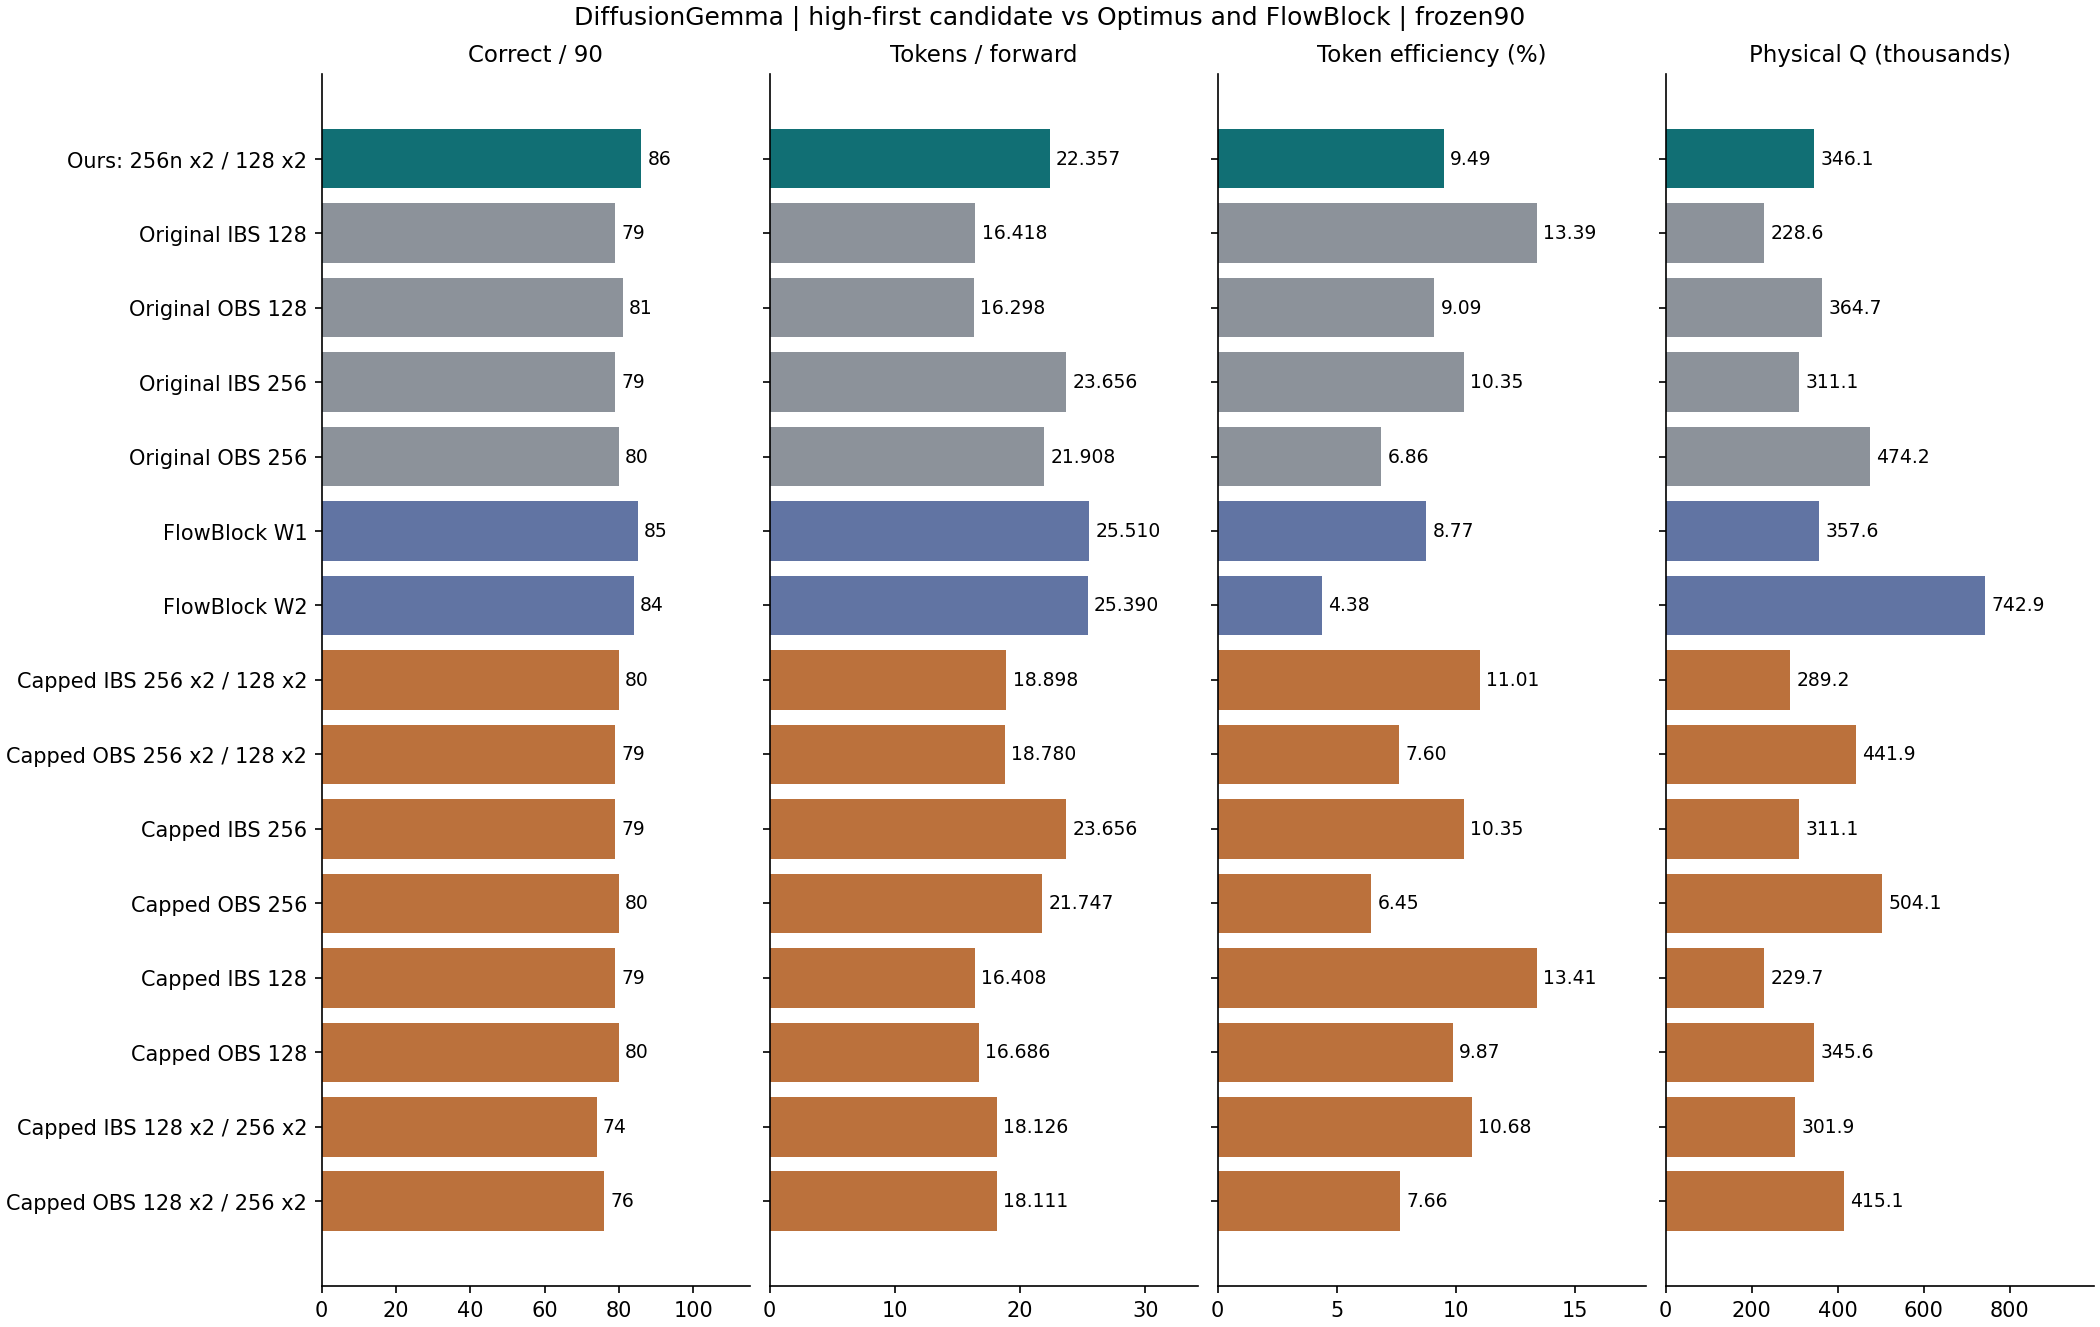 DiffusionGemma | high-first candidate vs Optimus and FlowBlock | frozen90
Correct / 90
Tokens / forward
Token efficiency (%)
Physical Q (thousands)
Ours: 256n x2 / 128 x2 86 22.357 9.49 346.1
Original IBS 128 79 16.418 13.39 228.6
Original OBS 128 81 16.298 9.09 364.7
Original IBS 256 79 23.656 10.35 311.1
Original OBS 256 80 21.908 6.86 474.2
FlowBlock W1 85 25.510 8.77 357.6
FlowBlock W2 84 25.390 4.38 742.9
Capped IBS 256 x2 / 128 x2 80 18.898 11.01 289.2
Capped OBS 256 x2 / 128 x2 79 18.780 7.60 441.9
Capped IBS 256 79 23.656 10.35 311.1
Capped OBS 256 80 21.747 6.45 504.1
Capped IBS 128 79 16.408 13.41 229.7
Capped OBS 128 80 16.686 9.87 345.6
Capped IBS 128 x2 / 256 x2 74 18.126 10.68 301.9
Capped OBS 128 x2 / 256 x2 76 18.111 7.66 415.1
0 20 40 60 80 100
0 10 20 30
0 5 10 15
0 200 400 600 800